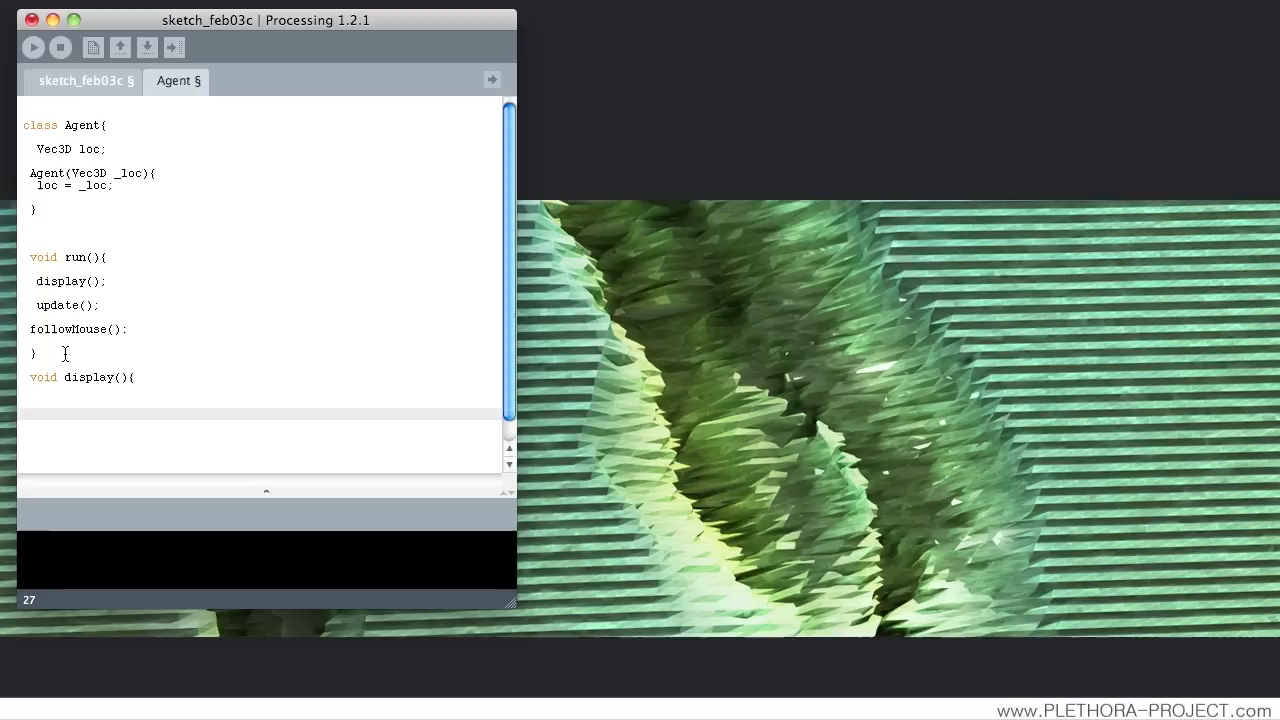 sketch_feb03c | Processing 1.2.1
sketch_feb03c §
Agent §
class Agent{
Vec3D loc;
Agent(Vec3D _loc){
loc = _loc;
}
void run(){
display();
update();
followMouse();
}
void display(){
27
www.PLETHORA-PROJECT.com